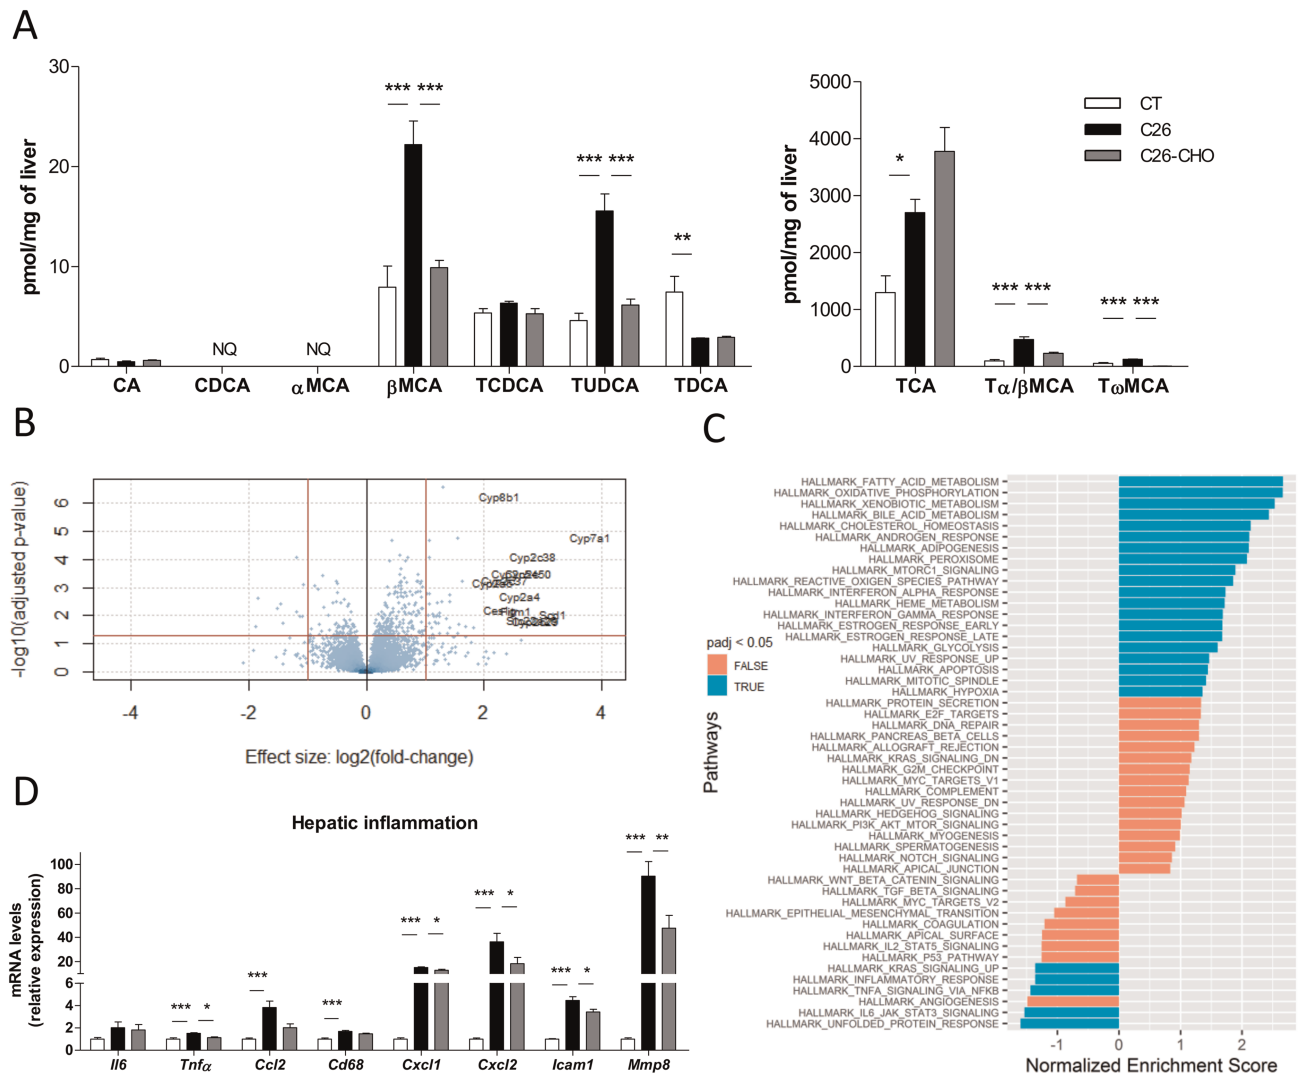 A
30
20
10
0
pmol/mg of liver
*** ***
*** ***
**
NQ
NQ
CA
CDCA
αMCA
βMCA
TCDCA
TUDCA
TDCA
5000
4000
3000
2000
1000
0
pmol/mg of liver
*
*** ***
*** ***
TCA
Tα/βMCA
TωMCA
CT
C26
C26-CHO
B
-log10(adjusted p-value)
6
5
4
3
2
1
0
Cyp8b1
Cyp7a1
Cyp2c38
Cyp2a4
-4
-2
0
2
4
Effect size: log2(fold-change)
C
HALLMARK_FATTY_ACID_METABOLISM
HALLMARK_OXIDATIVE_PHOSPHORYLATION
HALLMARK_XENOBIOTIC_METABOLISM
HALLMARK_BILE_ACID_METABOLISM
HALLMARK_CHOLESTEROL_HOMEOSTASIS
HALLMARK_ANDROGEN_RESPONSE
HALLMARK_ADIPOGENESIS
HALLMARK_PEROXISOME
HALLMARK_MTORC1_SIGNALING
HALLMARK_REACTIVE_OXIGEN_SPECIES_PATHWAY
HALLMARK_INTERFERON_ALPHA_RESPONSE
HALLMARK_HEME_METABOLISM
HALLMARK_INTERFERON_GAMMA_RESPONSE
HALLMARK_ESTROGEN_RESPONSE_EARLY
HALLMARK_ESTROGEN_RESPONSE_LATE
HALLMARK_GLYCOLYSIS
HALLMARK_UV_RESPONSE_UP
HALLMARK_APOPTOSIS
HALLMARK_MITOTIC_SPINDLE
HALLMARK_HYPOXIA
HALLMARK_PROTEIN_SECRETION
HALLMARK_E2F_TARGETS
HALLMARK_DNA_REPAIR
HALLMARK_PANCREAS_BETA_CELLS
HALLMARK_ALLOGRAFT_REJECTION
HALLMARK_KRAS_SIGNALING_DN
HALLMARK_G2M_CHECKPOINT
HALLMARK_MYC_TARGETS_V1
HALLMARK_COMPLEMENT
HALLMARK_UV_RESPONSE_DN
HALLMARK_HEDGEHOG_SIGNALING
HALLMARK_PI3K_AKT_MTOR_SIGNALING
HALLMARK_MYOGENESIS
HALLMARK_SPERMATOGENESIS
HALLMARK_NOTCH_SIGNALING
HALLMARK_APICAL_JUNCTION
HALLMARK_WNT_BETA_CATENIN_SIGNALING
HALLMARK_TGF_BETA_SIGNALING
HALLMARK_MYC_TARGETS_V2
HALLMARK_EPITHELIAL_MESENCHYMAL_TRANSITION
HALLMARK_COAGULATION
HALLMARK_APICAL_SURFACE
HALLMARK_IL2_STAT5_SIGNALING
HALLMARK_P53_PATHWAY
HALLMARK_KRAS_SIGNALING_UP
HALLMARK_INFLAMMATORY_RESPONSE
HALLMARK_TNFA_SIGNALING_VIA_NFKB
HALLMARK_ANGIOGENESIS
HALLMARK_IL6_JAK_STAT3_SIGNALING
HALLMARK_UNFOLDED_PROTEIN_RESPONSE
padj < 0.05
FALSE
TRUE
Pathways
-1
0
1
2
Normalized Enrichment Score
D
Hepatic inflammation
mRNA levels
(relative expression)
100
80
60
40
20
6
4
2
0
*** *
***
***
*** *
*** *
*** *
*** **
Il6
Tnfα
Ccl2
Cd68
Cxcl1
Cxcl2
Icam1
Mmp8